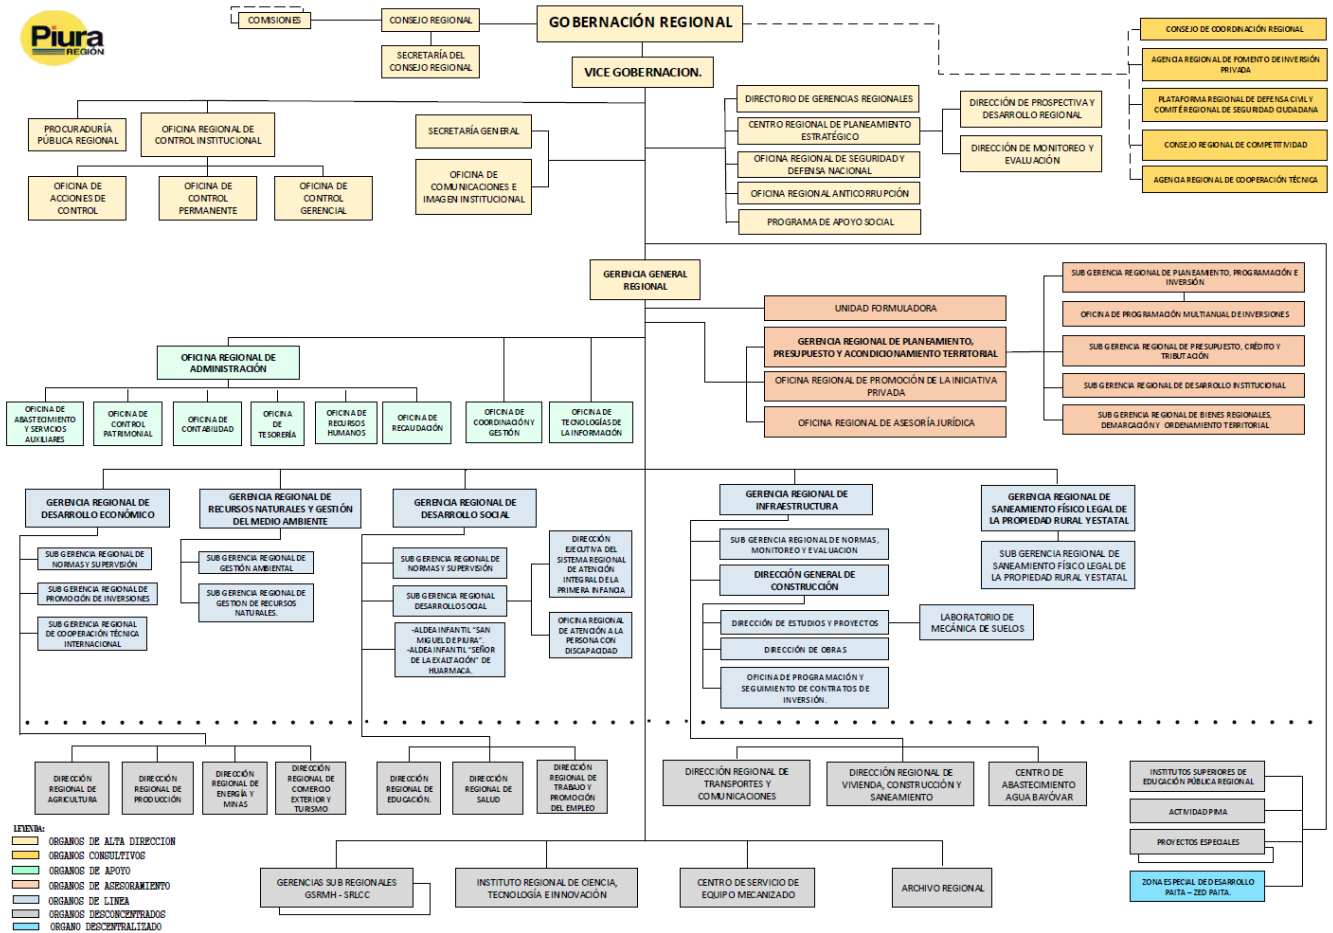 Piura
REGIÓN
COMISIONES
CONSEJO REGIONAL
SECRETARÍA DEL
CONSEJO REGIONAL
GOBERNACIÓN REGIONAL
VICE GOBERNACION.
CONSEJO DE COORDINACIÓN REGIONAL
AGENCIA REGIONAL DE FOMENTO DE INVERSIÓN
PRIVADA
PLATAFORMA REGIONAL DE DEFENSA CIVIL Y
COMITÉ REGIONAL DE SEGURIDAD CIUDADANA
CONSEJO REGIONAL DE COMPETITIVIDAD
AGENCIA REGIONAL DE COOPERACIÓN TÉCNICA
PROCURADURÍA
PÚBLICA REGIONAL
OFICINA REGIONAL DE
CONTROL INSTITUCIONAL
OFICINA DE
ACCIONES DE
CONTROL
OFICINA DE
CONTROL
PERMANENTE
OFICINA DE
CONTROL
GERENCIAL
SECRETARÍA GENERAL
OFICINA DE
COMUNICACIONES E
IMAGEN INSTITUCIONAL
DIRECTORIO DE GERENCIAS REGIONALES
CENTRO REGIONAL DE PLANEAMIENTO
ESTRATÉGICO
OFICINA REGIONAL DE SEGURIDAD Y
DEFENSA NACIONAL
OFICINA REGIONAL ANTICORRUPCIÓN
PROGRAMA DE APOYO SOCIAL
DIRECCIÓN DE PROSPECTIVA Y
DESARROLLO REGIONAL
DIRECCIÓN DE MONITOREO Y
EVALUACIÓN
GERENCIA GENERAL
REGIONAL
UNIDAD FORMULADORA
GERENCIA REGIONAL DE PLANEAMIENTO,
PRESUPUESTO Y ACONDICIONAMIENTO TERRITORIAL
OFICINA REGIONAL DE PROMOCIÓN DE LA INICIATIVA
PRIVADA
OFICINA REGIONAL DE ASESORÍA JURÍDICA
SUB GERENCIA REGIONAL DE PLANEAMIENTO, PROGRAMACIÓN E
INVERSIÓN
OFICINA DE PROGRAMACIÓN MULTIANUAL DE INVERSIONES
SUB GERENCIA REGIONAL DE PRESUPUESTO, CRÉDITO Y
TRIBUTACIÓN
SUB GERENCIA REGIONAL DE DESARROLLO INSTITUCIONAL
SUB GERENCIA REGIONAL DE BIENES REGIONALES,
DEMARCACIÓN Y ORDENAMIENTO TERRITORIAL
OFICINA REGIONAL DE
ADMINISTRACIÓN
OFICINA DE
ABASTECIMIENTO
Y SERVICIOS
AUXILIARES
OFICINA DE
CONTROL
PATRIMONIAL
OFICINA DE
CONTABILIDAD
OFICINA
DE
TESORERÍA
OFICINA DE
RECURSOS
HUMANOS
OFICINA DE
RECAUDACIÓN
OFICINA DE
COORDINACIÓN Y
GESTIÓN
OFICINA DE
TECNOLOGÍAS DE
LA INFORMACIÓN
GERENCIA REGIONAL DE
DESARROLLO ECONÓMICO
SUB GERENCIA REGIONAL DE
NORMAS Y SUPERVISIÓN
SUB GERENCIA REGIONAL DE
PROMOCIÓN DE INVERSIONES
SUB GERENCIA REGIONAL
DE COOPERACIÓN TÉCNICA
INTERNACIONAL
GERENCIA REGIONAL DE
RECURSOS NATURALES Y GESTIÓN
DEL MEDIO AMBIENTE
SUB GERENCIA REGIONAL DE
GESTIÓN AMBIENTAL
SUB GERENCIA REGIONAL DE
GESTION DE RECURSOS
NATURALES.
GERENCIA REGIONAL DE
DESARROLLO SOCIAL
SUB GERENCIA REGIONAL DE
NORMAS Y SUPERVISIÓN
SUB GERENCIA REGIONAL
DESARROLLO SOCIAL
-ALDEA INFANTIL "SAN
MIGUEL DE PIURA".
-ALDEA INFANTIL "SEÑOR
DE LA EXALTACIÓN" DE
HUARMACA.
DIRECCIÓN
EJECUTIVA DEL
SISTEMA REGIONAL
DE ATENCIÓN
INTEGRAL DE LA
PRIMERA INFANCIA
OFICINA REGIONAL
DE ATENCIÓN A LA
PERSONA CON
DISCAPACIDAD
GERENCIA REGIONAL DE
INFRAESTRUCTURA
SUB GERENCIA REGIONAL DE NORMAS,
MONITOREO Y EVALUACION
DIRECCIÓN GENERAL DE
CONSTRUCCIÓN
DIRECCIÓN DE ESTUDIOS Y PROYECTOS
DIRECCIÓN DE OBRAS
OFICINA DE PROGRAMACIÓN Y
SEGUIMIENTO DE CONTRATOS DE
INVERSIÓN.
LABORATORIO DE
MECÁNICA DE SUELOS
GERENCIA REGIONAL DE
SANEAMIENTO FÍSICO LEGAL DE
LA PROPIEDAD RURAL Y ESTATAL
SUB GERENCIA REGIONAL DE
SANEAMIENTO FÍSICO LEGAL DE
LA PROPIEDAD RURAL Y ESTATAL
DIRECCIÓN
REGIONAL DE
AGRICULTURA
DIRECCIÓN
REGIONAL DE
PRODUCCIÓN
DIRECCIÓN
REGIONAL DE
ENERGÍA Y
MINAS
DIRECCIÓN
REGIONAL DE
COMERCIO
EXTERIOR Y
TURISMO
DIRECCIÓN
REGIONAL DE
EDUCACIÓN.
DIRECCIÓN
REGIONAL DE
SALUD
DIRECCIÓN
REGIONAL DE
TRABAJO Y
PROMOCIÓN
DEL EMPLEO
DIRECCIÓN REGIONAL DE
TRANSPORTES Y
COMUNICACIONES
DIRECCIÓN REGIONAL DE
VIVIENDA, CONSTRUCCIÓN Y
SANEAMIENTO
CENTRO DE
ABASTECIMIENTO
AGUA BAYÓVAR
INSTITUTOS SUPERIORES DE
EDUCACIÓN PÚBLICA REGIONAL
ACTIVIDAD PIMA
PROYECTOS ESPECIALES
ZONA ESPECIAL DE DESARROLLO
PAITA – ZED PAITA.
GERENCIAS SUB REGIONALES
GSRMH - SRLCC
INSTITUTO REGIONAL DE CIENCIA,
TECNOLOGÍA E INNOVACIÓN
CENTRO DE SERVICIO DE
EQUIPO MECANIZADO
ARCHIVO REGIONAL
LEYENDA:
ORGANOS DE ALTA DIRECCION
ORGANOS CONSULTIVOS
ORGANOS DE APOYO
ORGANOS DE ASESORAMIENTO
ORGANOS DE LINEA
ORGANOS DESCONCENTRADOS
ORGANO DESCENTRALIZADO